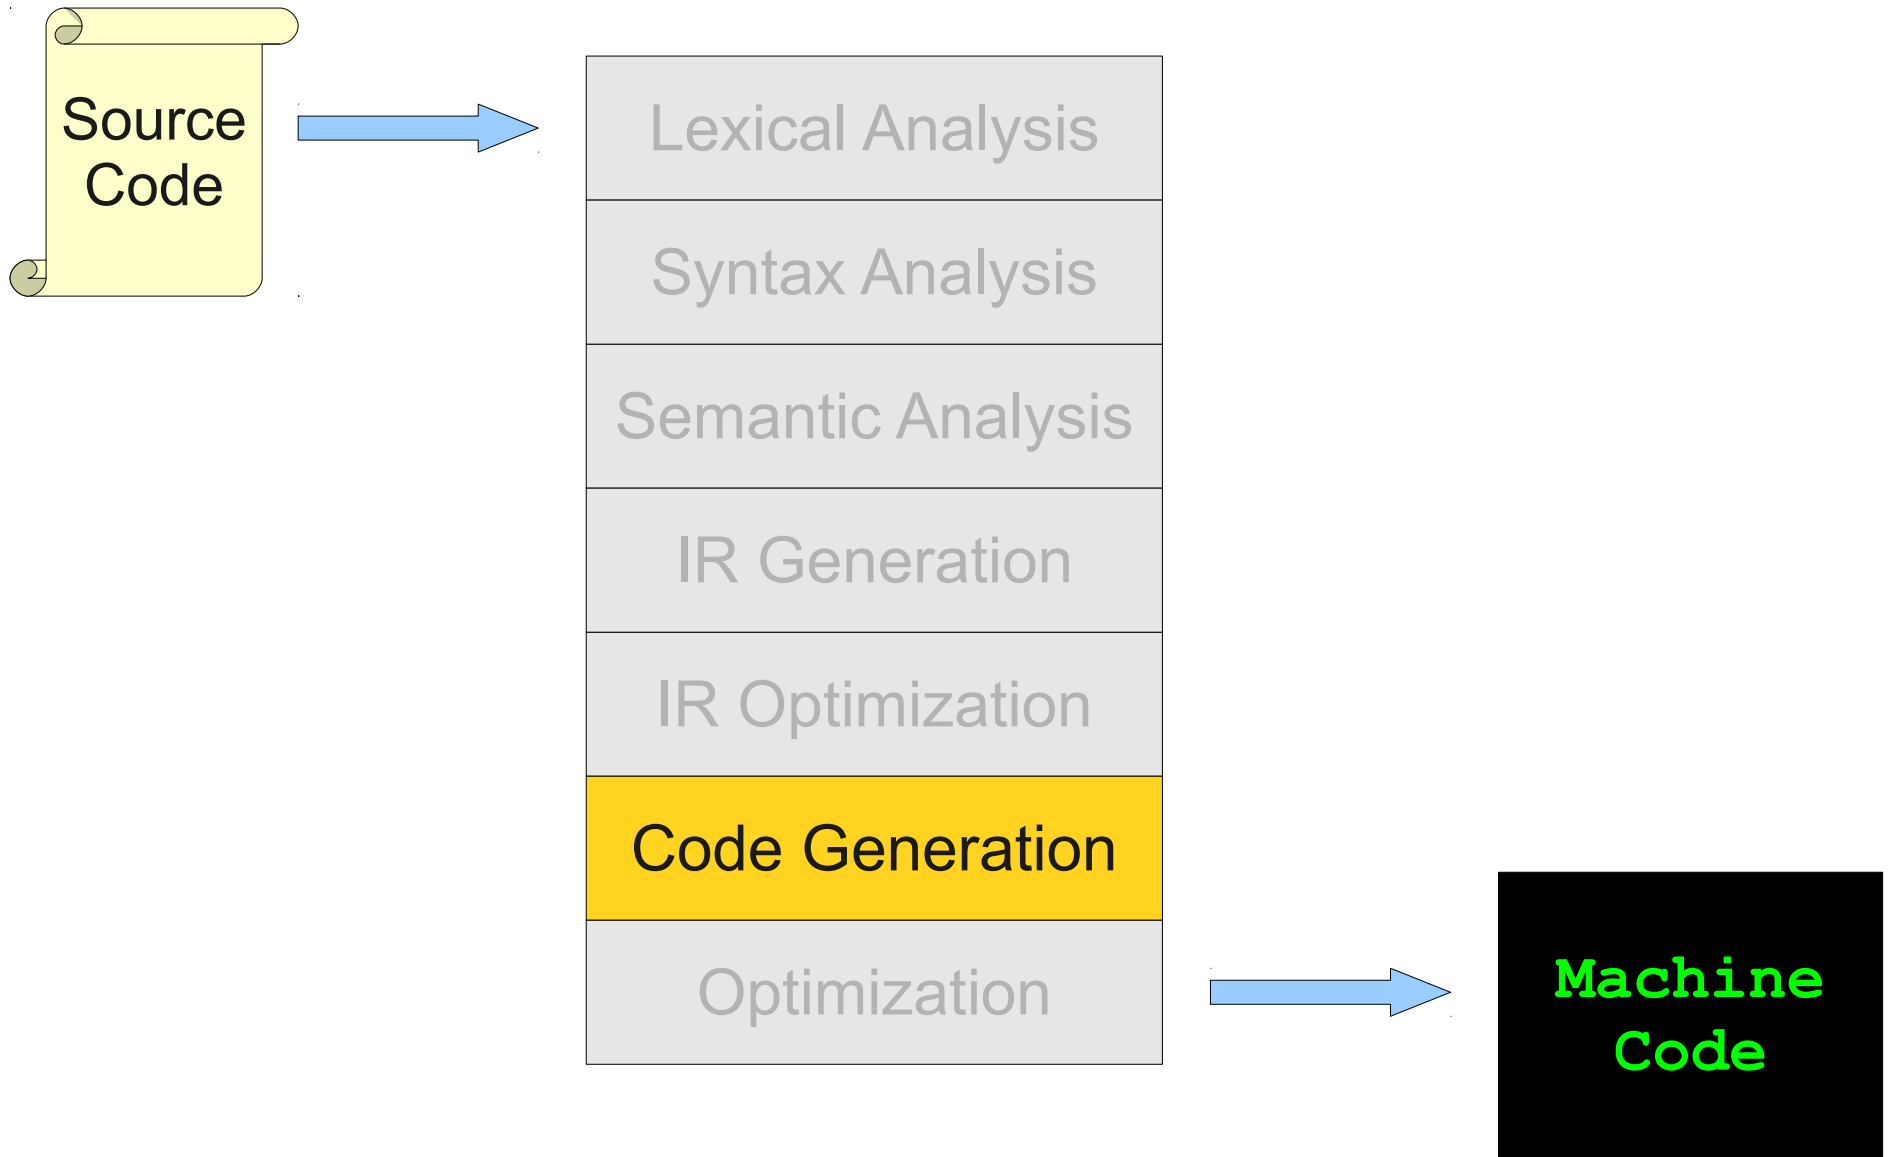 Source
Code
Lexical Analysis
Syntax Analysis
Semantic Analysis
IR Generation
IR Optimization
Code Generation
Optimization
Machine
Code